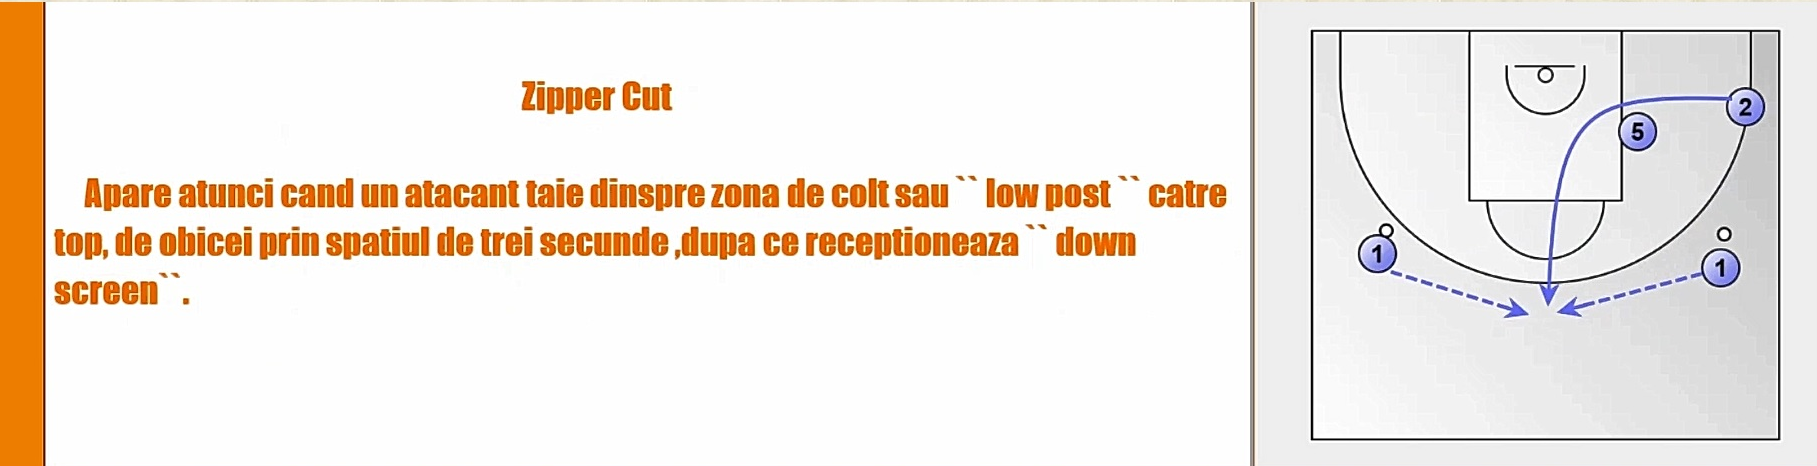 Zipper Cut
Apare atunci cand un atacant taie dinspre zona de colt sau `` low post `` catre
top, de obicei prin spatiul de trei secunde ,dupa ce receptioneaza `` down
screen``.
2
5
1
1